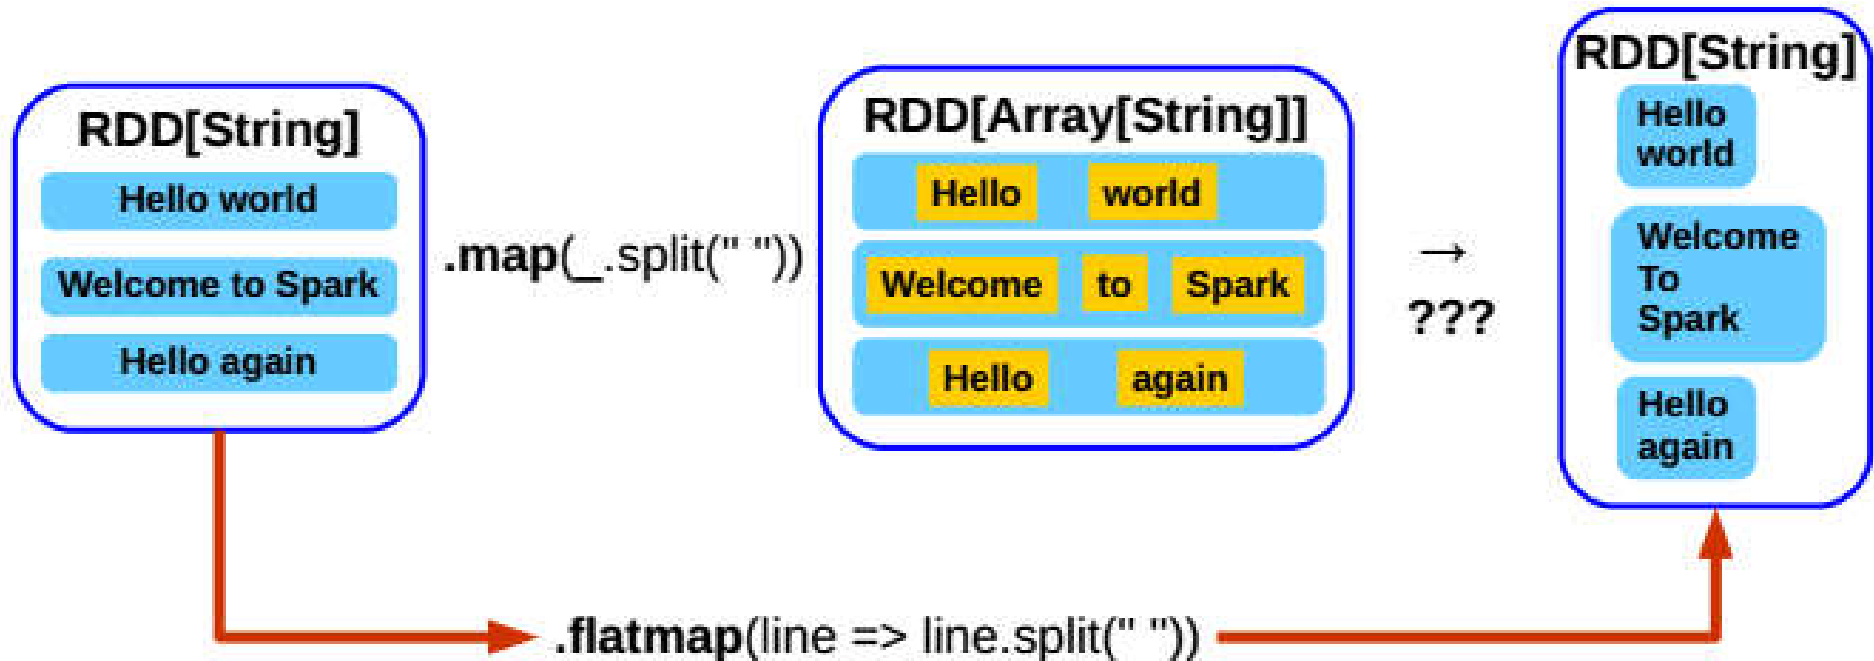 RDD[String]
Hello world
Welcome to Spark
Hello again
.map(_.split(" "))
RDD[Array[String]]
Hello world
Welcome to Spark
Hello again
→
???
RDD[String]
Hello
world
Welcome
To
Spark
Hello
again
.flatmap(line => line.split(" "))